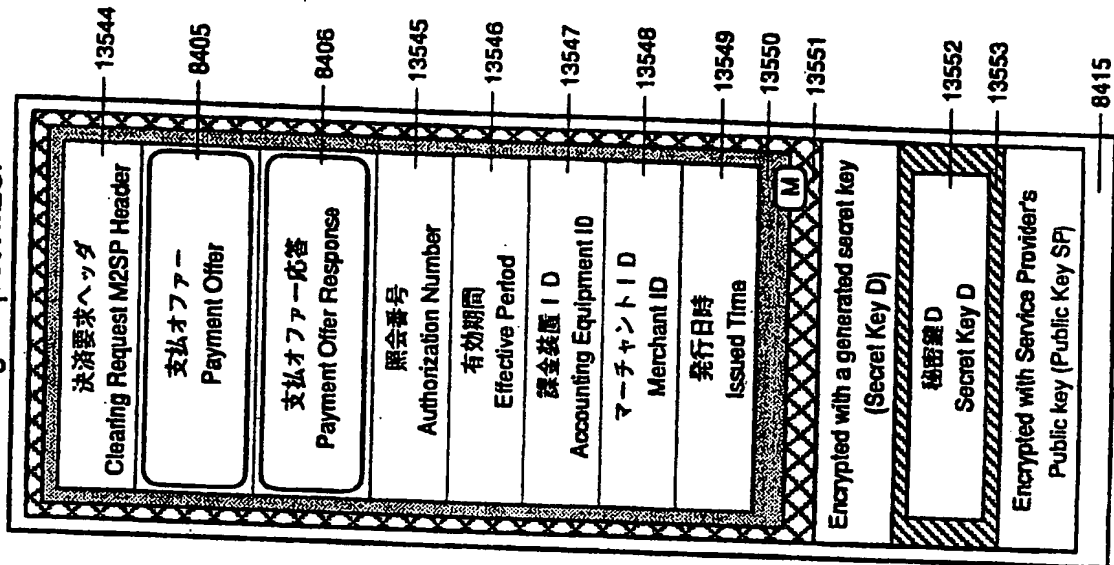 決済要求ヘッダ
Clearing Request M2SP Header
13544
支払オファー
Payment Offer
8405
支払オファー応答
Payment Offer Response
8406
照会番号
Authorization Number
13545
有効期間
Effective Period
13546
課金装置ID
Accounting Equipment ID
13547
マーチャントID
Merchant ID
13548
発行日時
Issued Time
13549
M
13550
13551
Encrypted with a generated secret key
(Secret Key D)
秘密鍵D
Secret Key D
13552
13553
Encrypted with Service Provider's
Public key (Public Key SP)
8415